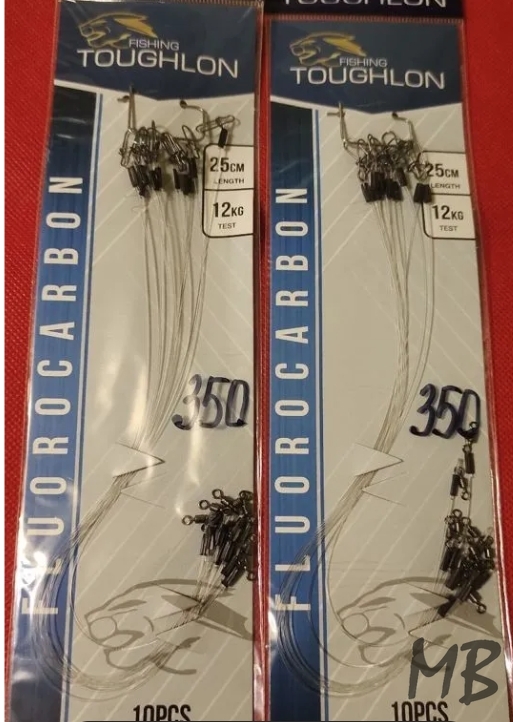 TOUGHLON
FISHING
TOUGHLON
25CM
LENGTH
12KG
TEST
FLUOROCARBON
350
10PCS
FISHING
TOUGHLON
25CM
LENGTH
12KG
TEST
FLUOROCARBON
350
10PCS
MB